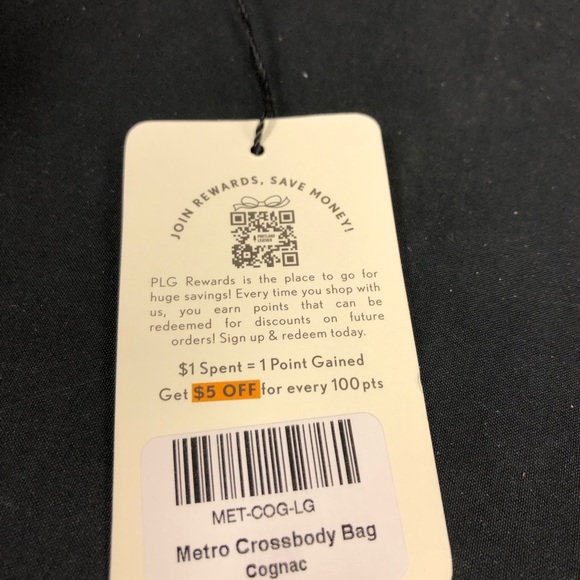 JOIN REWARDS, SAVE MONEY!
PORTLAND
LEATHER
PLG Rewards is the place to go for
huge savings! Every time you shop with
us, you earn points that can be
redeemed for discounts on future
orders! Sign up & redeem today.
$1 Spent = 1 Point Gained
Get $5 OFF for every 100 pts
MET-COG-LG
Metro Crossbody Bag
Cognac